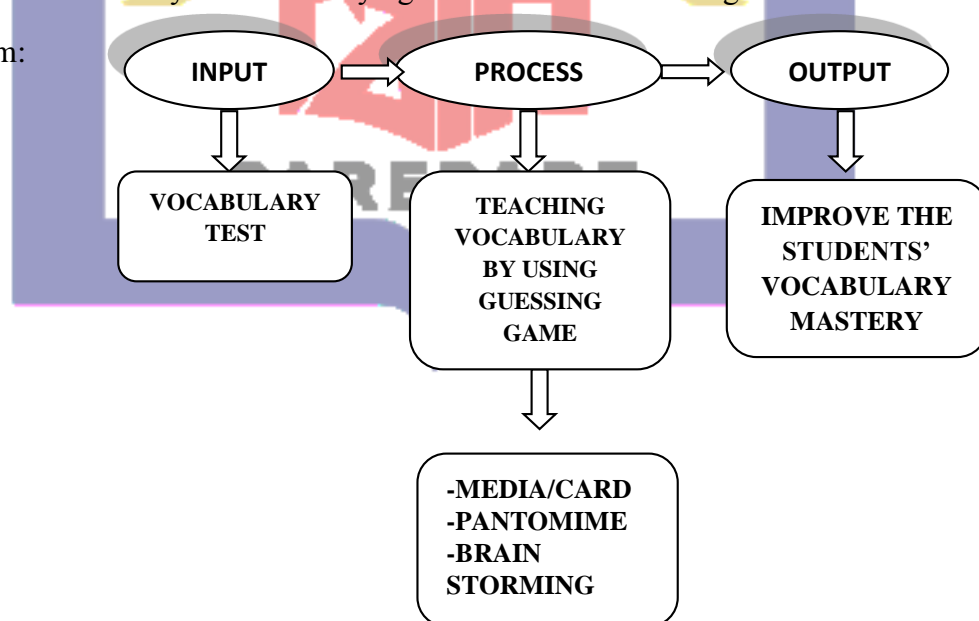 m:
INPUT
PROCESS
OUTPUT
VOCABULARY
TEST
TEACHING
VOCABULARY
BY USING
GUESSING
GAME
IMPROVE THE
STUDENTS’
VOCABULARY
MASTERY
-MEDIA/CARD
-PANTOMIME
-BRAIN
STORMING